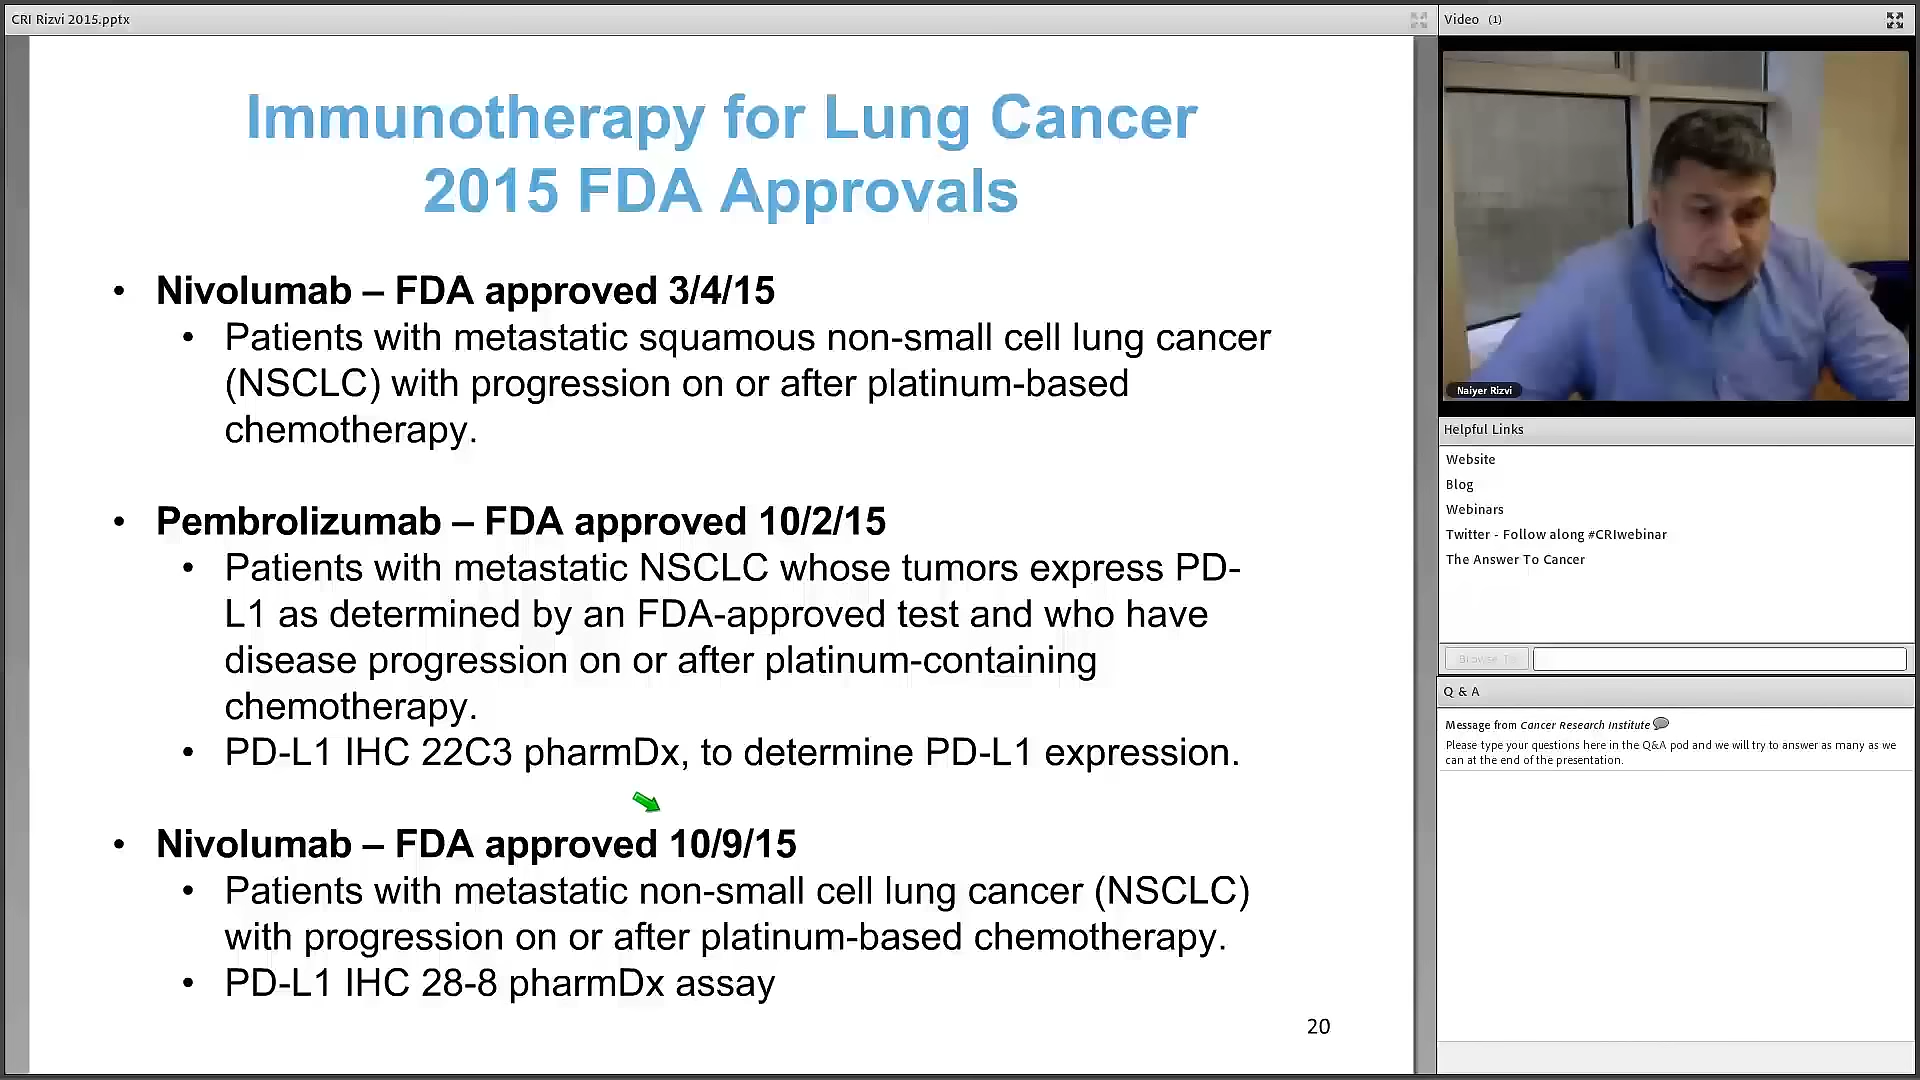 CRI Rizvi 2015.pptx
Immunotherapy for Lung Cancer
2015 FDA Approvals
• Nivolumab – FDA approved 3/4/15
• Patients with metastatic squamous non-small cell lung cancer
(NSCLC) with progression on or after platinum-based
chemotherapy.
• Pembrolizumab – FDA approved 10/2/15
• Patients with metastatic NSCLC whose tumors express PD-
L1 as determined by an FDA-approved test and who have
disease progression on or after platinum-containing
chemotherapy.
• PD-L1 IHC 22C3 pharmDx, to determine PD-L1 expression.
• Nivolumab – FDA approved 10/9/15
• Patients with metastatic non-small cell lung cancer (NSCLC)
with progression on or after platinum-based chemotherapy.
• PD-L1 IHC 28-8 pharmDx assay
20
Video (1)
Naiyer Rizvi
Helpful Links
Website
Blog
Webinars
Twitter - Follow along #CRIwebinar
The Answer To Cancer
Browse To
Q & A
Message from Cancer Research Institute
Please type your questions here in the Q&A pod and we will try to answer as many as we
can at the end of the presentation.